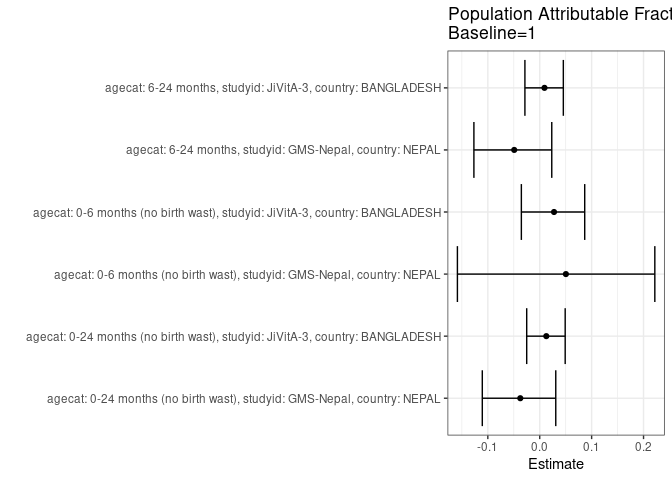 Population Attributable Fract
Baseline=1
agecat: 6-24 months, studyid: JiVitA-3, country: BANGLADESH
agecat: 6-24 months, studyid: GMS-Nepal, country: NEPAL
agecat: 0-6 months (no birth wast), studyid: JiVitA-3, country: BANGLADESH
agecat: 0-6 months (no birth wast), studyid: GMS-Nepal, country: NEPAL
agecat: 0-24 months (no birth wast), studyid: JiVitA-3, country: BANGLADESH
agecat: 0-24 months (no birth wast), studyid: GMS-Nepal, country: NEPAL
-0.1 0.0 0.1 0.2
Estimate